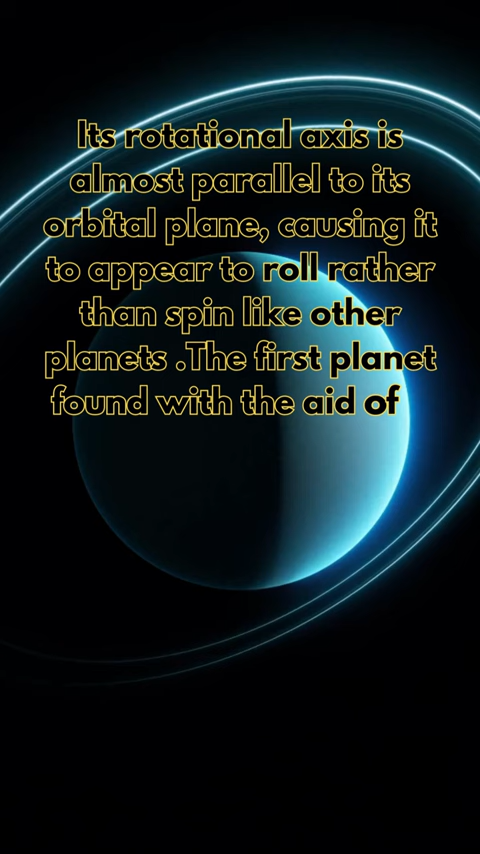 Its rotational axis is
almost parallel to its
orbital plane, causing it
to appear to roll rather
than spin like other
planets .The first planet
found with the aid of